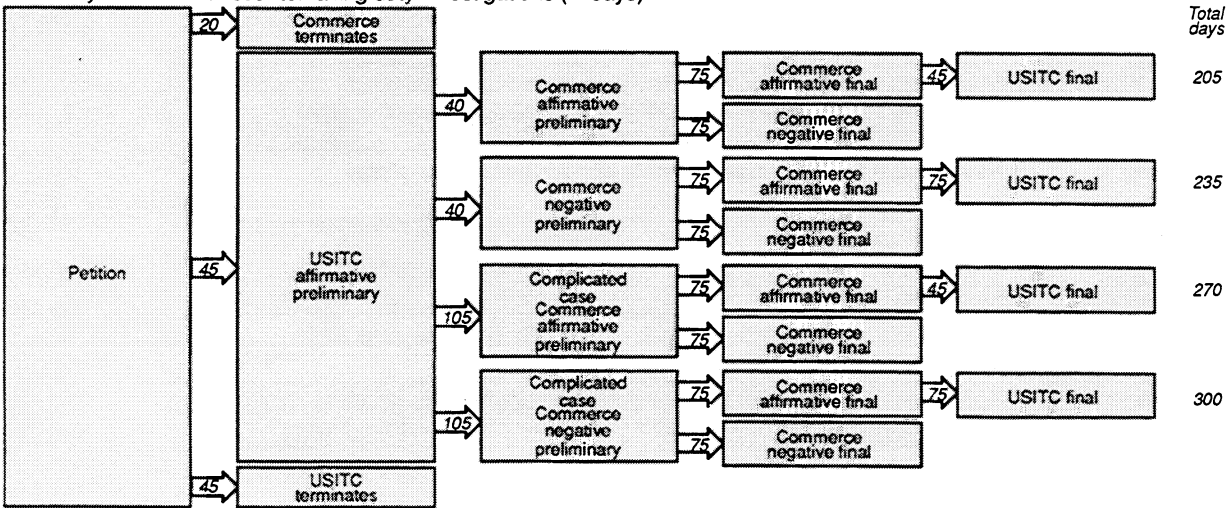 Total
days
20
Commerce
terminates
Petition
45
USITC
affirmative
preliminary
40
Commerce
affirmative
preliminary
75
Commerce
affirmative final
45
USITC final
205
75
Commerce
negative final
40
Commerce
negative
preliminary
75
Commerce
affirmative final
75
USITC final
235
75
Commerce
negative final
105
Complicated
case
Commerce
affirmative
preliminary
75
Commerce
affirmative final
45
USITC final
270
75
Commerce
negative final
105
Complicated
case
Commerce
negative
preliminary
75
Commerce
affirmative final
75
USITC final
300
75
Commerce
negative final
45
USITC
terminates